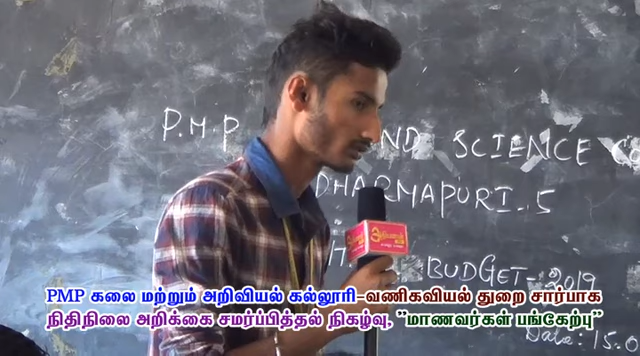 P.M.P ND SCIENCE CO
DHARMAPURI.5
BUDGET-2019
Date: 15.0
PMP கலை மற்றும் அறிவியல் கல்லூரி-வணிகவியல் துறை சார்பாக
நிதிநிலை அறிக்கை சமர்ப்பித்தல் நிகழ்வு, "மாணவர்கள் பங்கேற்பு"